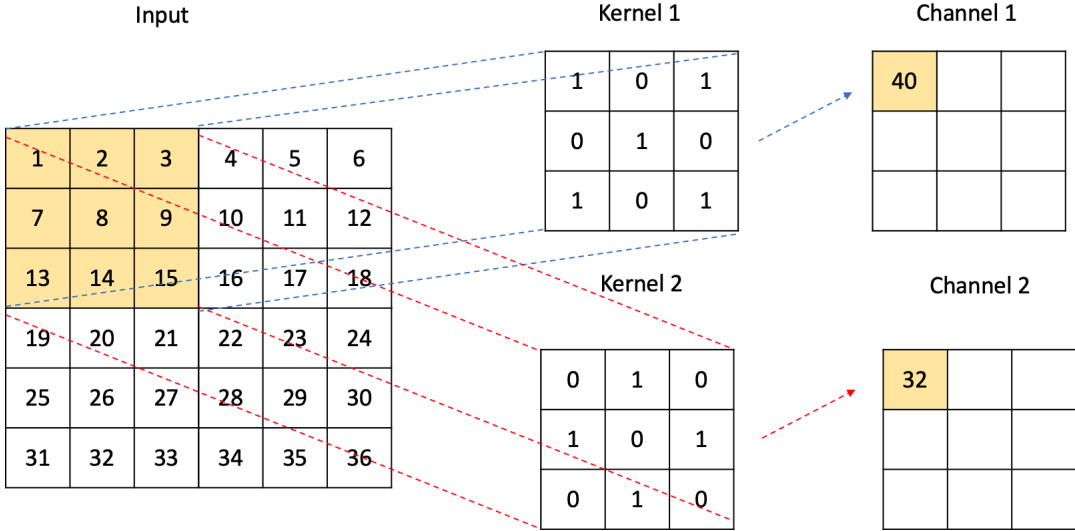 Input
Kernel 1
Channel 1
1 2 3 4 5 6
7 8 9 10 11 12
13 14 15 16 17 18
19 20 21 22 23 24
25 26 27 28 29 30
31 32 33 34 35 36
1 0 1
0 1 0
1 0 1
40
Kernel 2
Channel 2
0 1 0
1 0 1
0 1 0
32